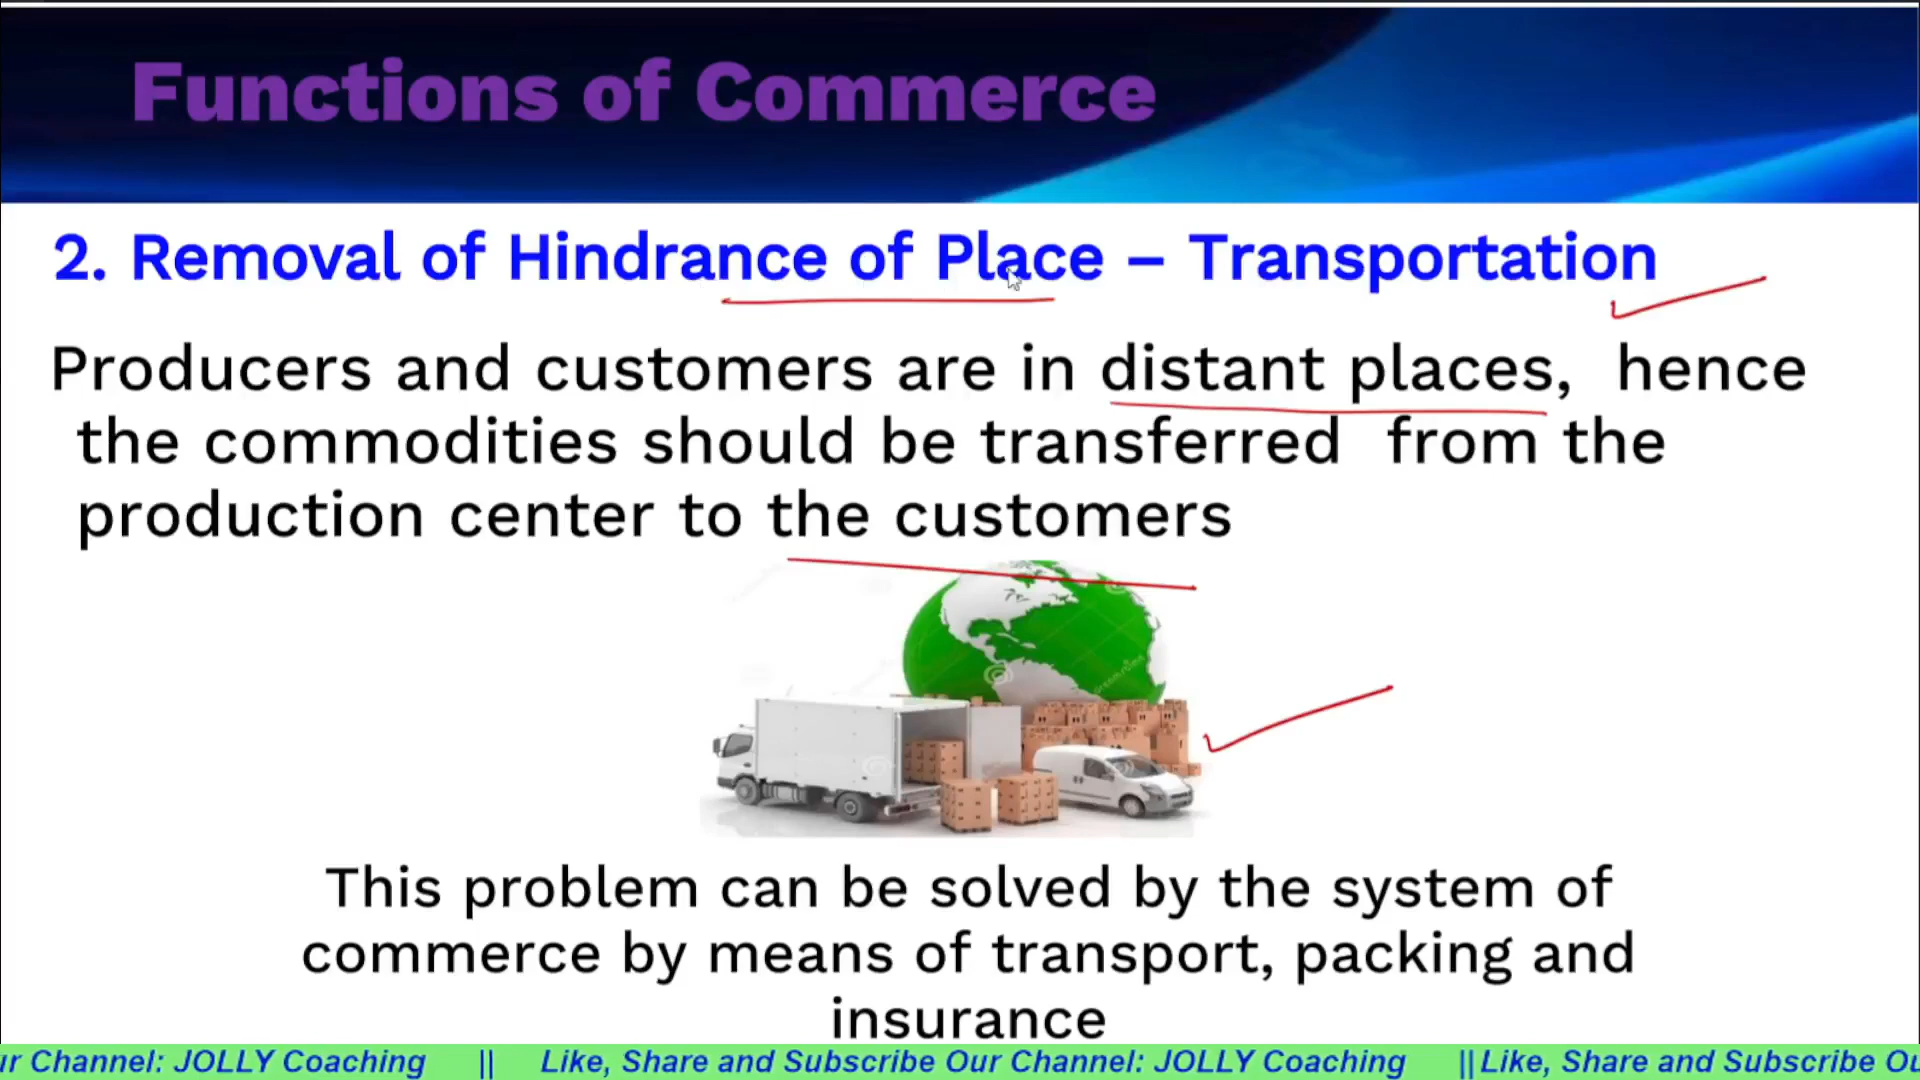 Functions of Commerce
2. Removal of Hindrance of Place – Transportation
Producers and customers are in distant places, hence
the commodities should be transferred from the
production center to the customers
This problem can be solved by the system of
commerce by means of transport, packing and
insurance
ur Channel: JOLLY Coaching || Like, Share and Subscribe Our Channel: JOLLY Coaching || Like, Share and Subscribe Ou